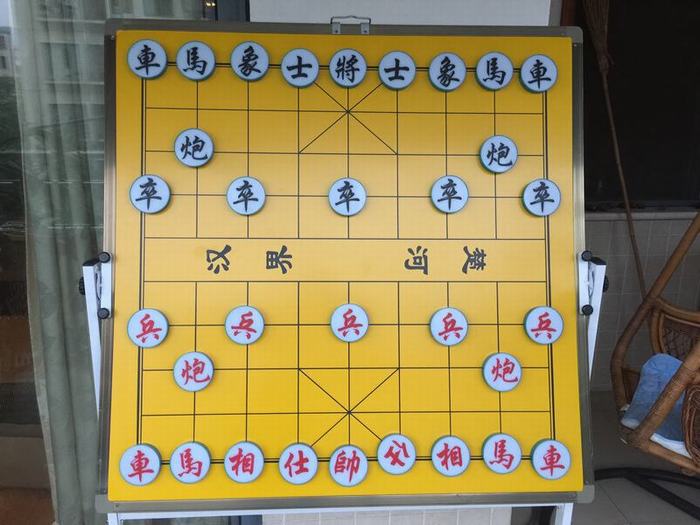 車 馬 象 士 將 士 象 馬 車
炮 炮
卒 卒 卒 卒 卒
汉 界 河 楚
兵 兵 兵 兵 兵
炮 炮
車 馬 相 仕 帥 仕 相 馬 車